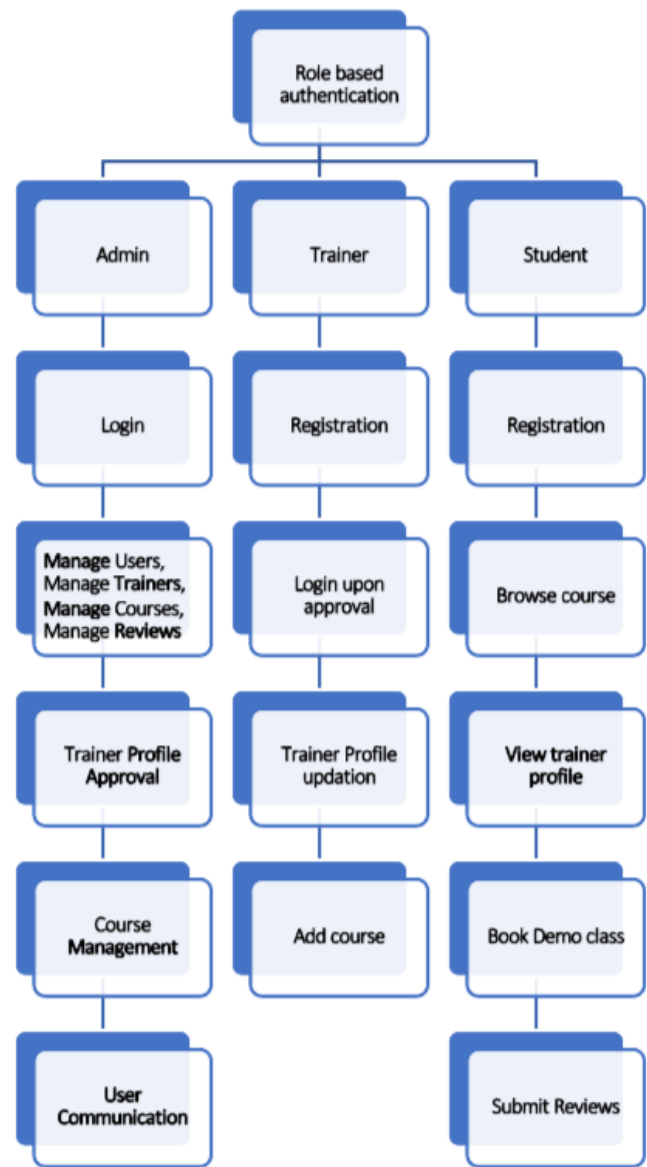 Role based
authentication
Admin
Trainer
Student
Login
Registration
Registration
Manage Users,
Manage Trainers,
Manage Courses,
Manage Reviews
Login upon
approval
Browse course
Trainer Profile
Approval
Trainer Profile
updation
View trainer
profile
Course
Management
Add course
Book Demo class
User
Communication
Submit Reviews